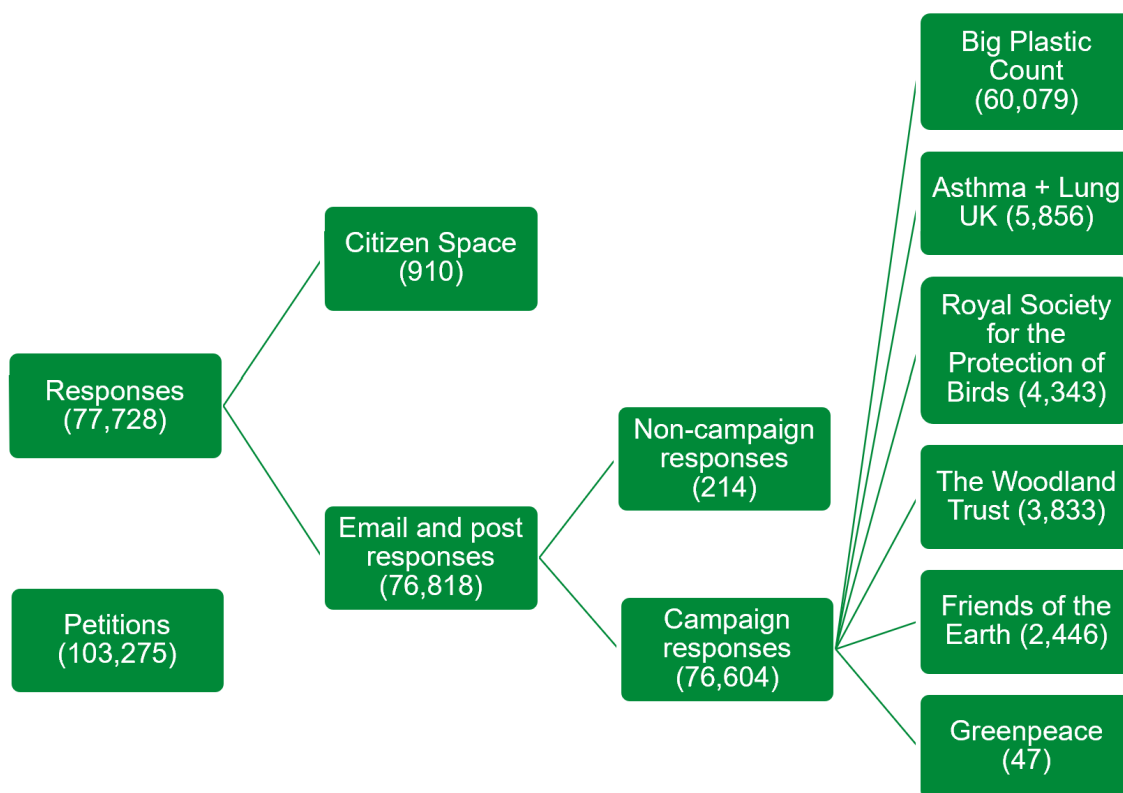 Responses
(77,728)
Petitions
(103,275)
Citizen Space
(910)
Email and post
responses
(76,818)
Non-campaign
responses
(214)
Campaign
responses
(76,604)
Big Plastic
Count
(60,079)
Asthma + Lung
UK (5,856)
Royal Society
for the
Protection of
Birds (4,343)
The Woodland
Trust (3,833)
Friends of the
Earth (2,446)
Greenpeace
(47)